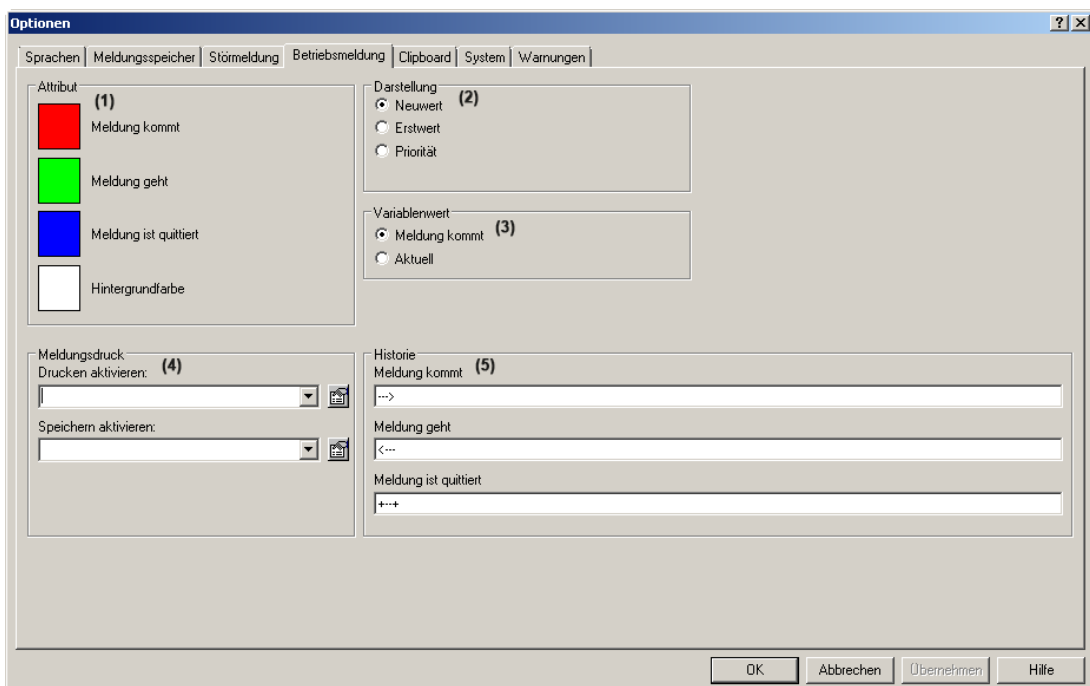 Optionen
Sprachen Meldungsspeicher Störmeldung Betriebsmeldung Clipboard System Warnungen
Attribut
(1)
Meldung kommt
Meldung geht
Meldung ist quittiert
Hintergrundfarbe
Darstellung
(2)
Neuwert
Erstwert
Priorität
Variablenwert
(3)
Meldung kommt
Aktuell
Meldungsdruck
(4)
Drucken aktivieren:
Speichern aktivieren:
Historie
(5)
Meldung kommt
--->
Meldung geht
<---
Meldung ist quittiert
+--+
OK Abbrechen Übernehmen Hilfe